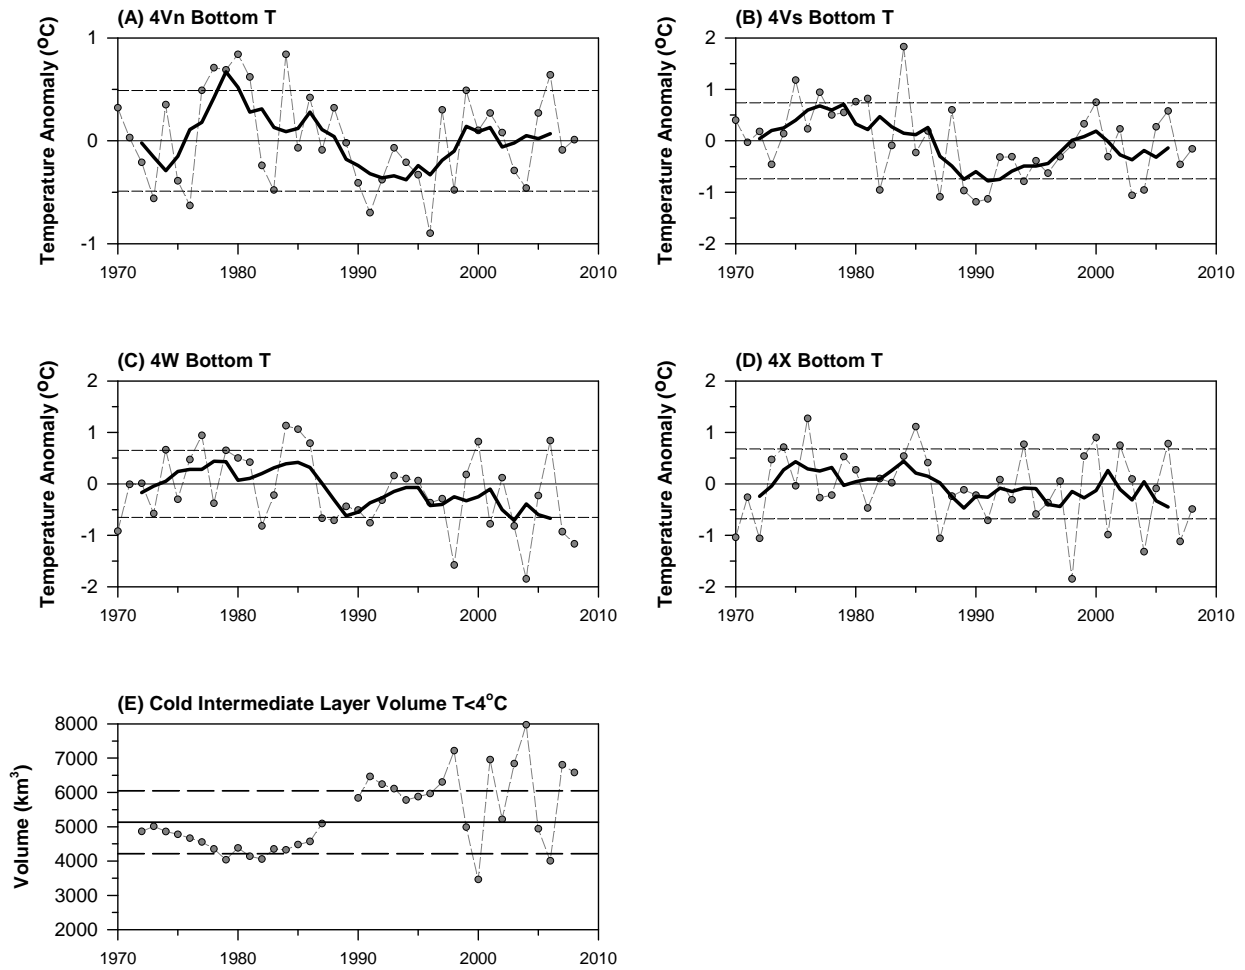 (A) 4Vn Bottom T
Temperature Anomaly (°C)
1
0
-1
1970 1980 1990 2000 2010
(B) 4Vs Bottom T
Temperature Anomaly (°C)
2
1
0
-1
-2
1970 1980 1990 2000 2010
(C) 4W Bottom T
Temperature Anomaly (°C)
2
1
0
-1
-2
1970 1980 1990 2000 2010
(D) 4X Bottom T
Temperature Anomaly (°C)
2
1
0
-1
-2
1970 1980 1990 2000 2010
(E) Cold Intermediate Layer Volume T<4°C
Volume (km³)
8000
7000
6000
5000
4000
3000
2000
1970 1980 1990 2000 2010